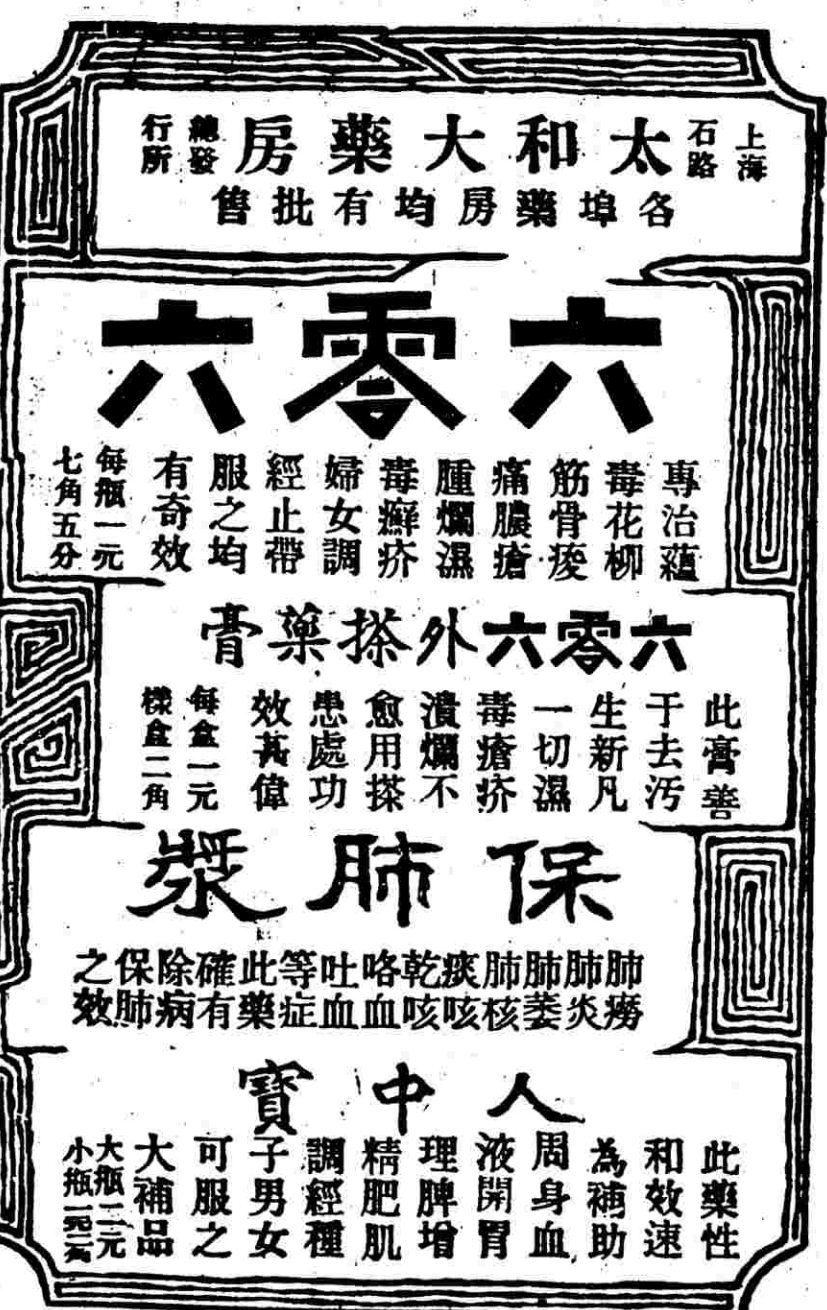 上海石路 太和大藥房 總發行所
各埠藥房均有批售
六零六
專治蘊
毒花柳
筋骨痠
痛膿瘡
腫爛濕
毒癬疥
婦女調
經止帶
服之均
有奇效
每瓶一元
七角五分
六零六外搽藥膏
此膏善
于去汚
生新凡
一切濕
毒瘡疥
潰爛不
愈用搽
患處功
效甚偉
每盒一元
樣盒二角
保肺漿
肺癆
肺炎
肺萎
肺核
痰咳
乾咳
咯血
吐血
等症
此藥
確有
除病
保肺
之效
人中寶
此藥性
和效速
為補助
周身血
液開胃
理脾增
精肥肌
調經種
子男女
可服之
大補品
大瓶二元
小瓶一元二角